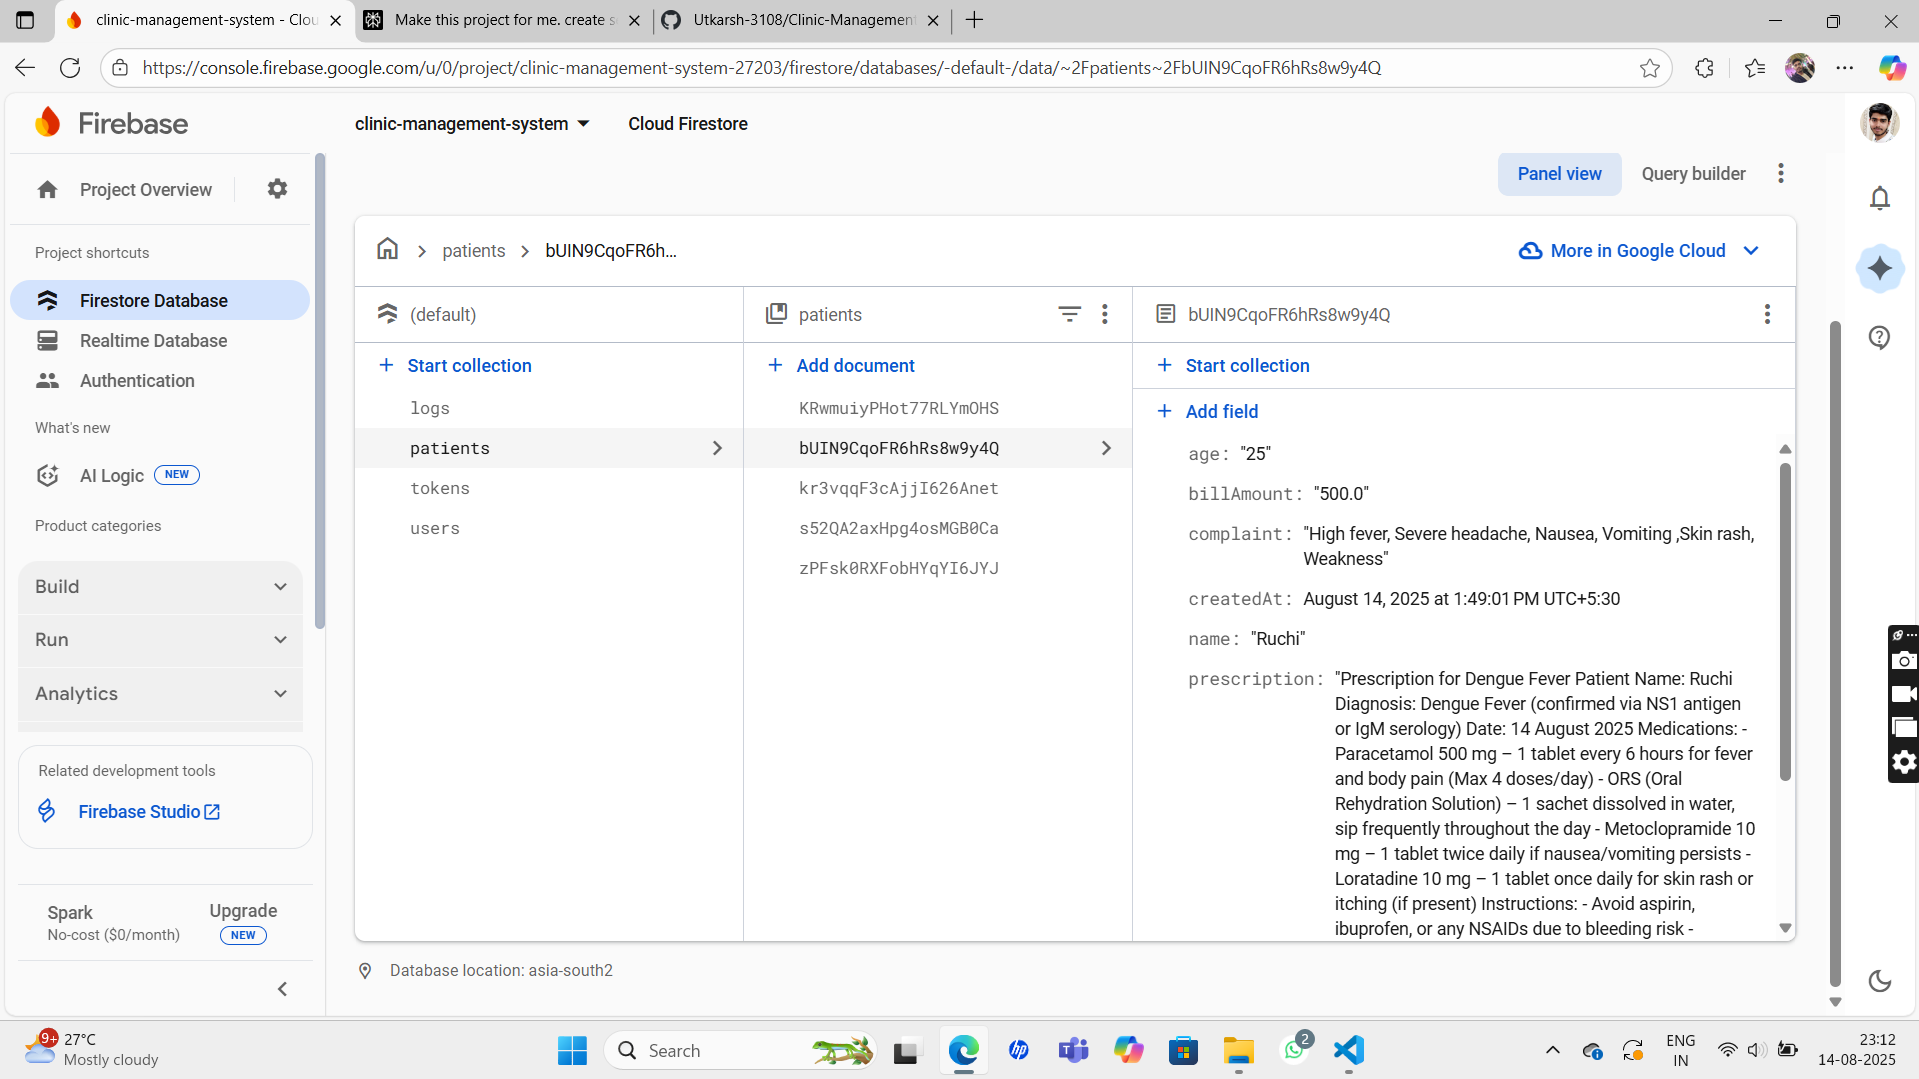 clinic-management-system - Clou
Make this project for me. create s
Utkarsh-3108/Clinic-Management
https://console.firebase.google.com/u/0/project/clinic-management-system-27203/firestore/databases/-default-/data/~2Fpatients~2FbUIN9CqoFR6hRs8w9y4Q
Firebase
clinic-management-system
Cloud Firestore
Project Overview
Panel view
Query builder
Project shortcuts
Firestore Database
Realtime Database
Authentication
What's new
AI Logic NEW
Product categories
Build
Run
Analytics
Related development tools
Firebase Studio
Spark
No-cost ($0/month)
Upgrade
NEW
patients
bUIN9CqoFR6h...
More in Google Cloud
(default)
Start collection
logs
patients
tokens
users
patients
Add document
KRwmuiyPHot77RLYmOHS
bUIN9CqoFR6hRs8w9y4Q
kr3vqqF3cAjjI626Anet
s52QA2axHpg4osMGB0Ca
zPFsk0RXFobHYqYI6JYJ
bUIN9CqoFR6hRs8w9y4Q
Start collection
Add field
age: "25"
billAmount: "500.0"
complaint: "High fever, Severe headache, Nausea, Vomiting ,Skin rash,
Weakness"
createdAt: August 14, 2025 at 1:49:01 PM UTC+5:30
name: "Ruchi"
prescription: "Prescription for Dengue Fever Patient Name: Ruchi
Diagnosis: Dengue Fever (confirmed via NS1 antigen
or IgM serology) Date: 14 August 2025 Medications: -
Paracetamol 500 mg – 1 tablet every 6 hours for fever
and body pain (Max 4 doses/day) - ORS (Oral
Rehydration Solution) – 1 sachet dissolved in water,
sip frequently throughout the day - Metoclopramide 10
mg – 1 tablet twice daily if nausea/vomiting persists -
Loratadine 10 mg – 1 tablet once daily for skin rash or
itching (if present) Instructions: - Avoid aspirin,
ibuprofen, or any NSAIDs due to bleeding risk -
Database location: asia-south2
9+
27°C
Mostly cloudy
Search
hp
2
ENG
IN
23:12
14-08-2025